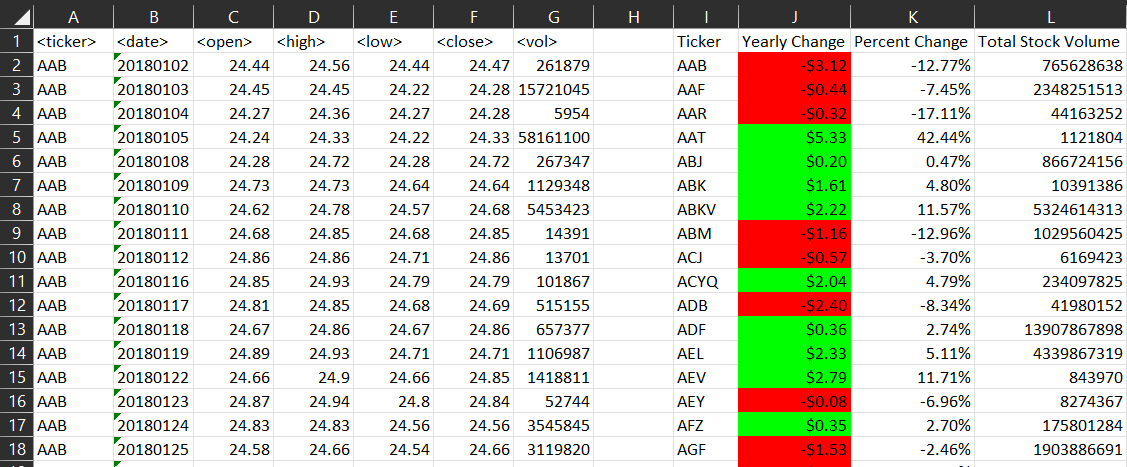 A B C D E F G H I J K L
1 <ticker> <date> <open> <high> <low> <close> <vol> Ticker Yearly Change Percent Change Total Stock Volume
2 AAB 20180102 24.44 24.56 24.44 24.47 261879 AAB -$3.12 -12.77% 765628638
3 AAB 20180103 24.45 24.45 24.22 24.28 15721045 AAF -$0.44 -7.45% 2348251513
4 AAB 20180104 24.27 24.36 24.27 24.28 5954 AAR -$0.32 -17.11% 44163252
5 AAB 20180105 24.24 24.33 24.22 24.33 58161100 AAT $5.33 42.44% 1121804
6 AAB 20180108 24.28 24.72 24.28 24.72 267347 ABJ $0.20 0.47% 866724156
7 AAB 20180109 24.73 24.73 24.64 24.64 1129348 ABK $1.61 4.80% 10391386
8 AAB 20180110 24.62 24.78 24.57 24.68 5453423 ABKV $2.22 11.57% 5324614313
9 AAB 20180111 24.68 24.85 24.68 24.85 14391 ABM -$1.16 -12.96% 1029560425
10 AAB 20180112 24.86 24.86 24.71 24.86 13701 ACJ -$0.57 -3.70% 6169423
11 AAB 20180116 24.85 24.93 24.79 24.79 101867 ACYQ $2.04 4.79% 234097825
12 AAB 20180117 24.81 24.85 24.68 24.69 515155 ADB -$2.40 -8.34% 41980152
13 AAB 20180118 24.67 24.86 24.67 24.86 657377 ADF $0.36 2.74% 13907867898
14 AAB 20180119 24.89 24.93 24.71 24.71 1106987 AEL $2.33 5.11% 4339867319
15 AAB 20180122 24.66 24.9 24.66 24.85 1418811 AEV $2.79 11.71% 843970
16 AAB 20180123 24.87 24.94 24.8 24.84 52744 AEY -$0.08 -6.96% 8274367
17 AAB 20180124 24.83 24.83 24.56 24.56 3545845 AFZ $0.35 2.70% 175801284
18 AAB 20180125 24.58 24.66 24.54 24.66 3119820 AGF -$1.53 -2.46% 1903886691